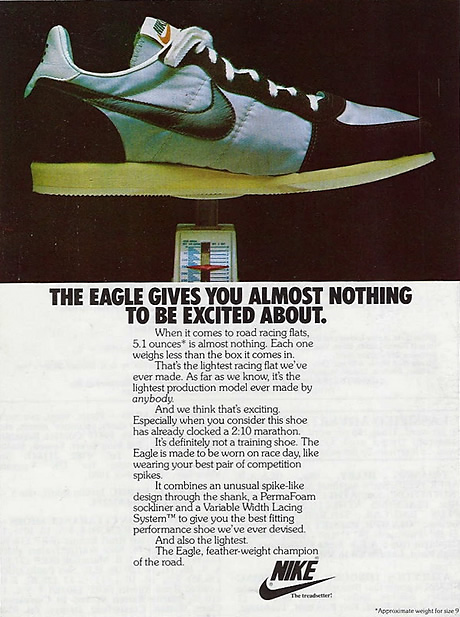 NIKE
THE EAGLE GIVES YOU ALMOST NOTHING
TO BE EXCITED ABOUT.
When it comes to road racing flats,
5.1 ounces* is almost nothing. Each one
weighs less than the box it comes in.
That's the lightest racing flat we've
ever made. As far as we know, it's the
lightest production model ever made by
anybody.
And we think that's exciting.
Especially when you consider this shoe
has already clocked a 2:10 marathon.
It's definitely not a training shoe. The
Eagle is made to be worn on race day, like
wearing your best pair of competition
spikes.
It combines an unusual spike-like
design through the shank, a PermaFoam
sockliner and a Variable Width Lacing
System™ to give you the best fitting
performance shoe we've ever devised.
And also the lightest.
The Eagle, feather-weight champion
of the road.
NIKE®
The treadsetter!
*Approximate weight for size 9